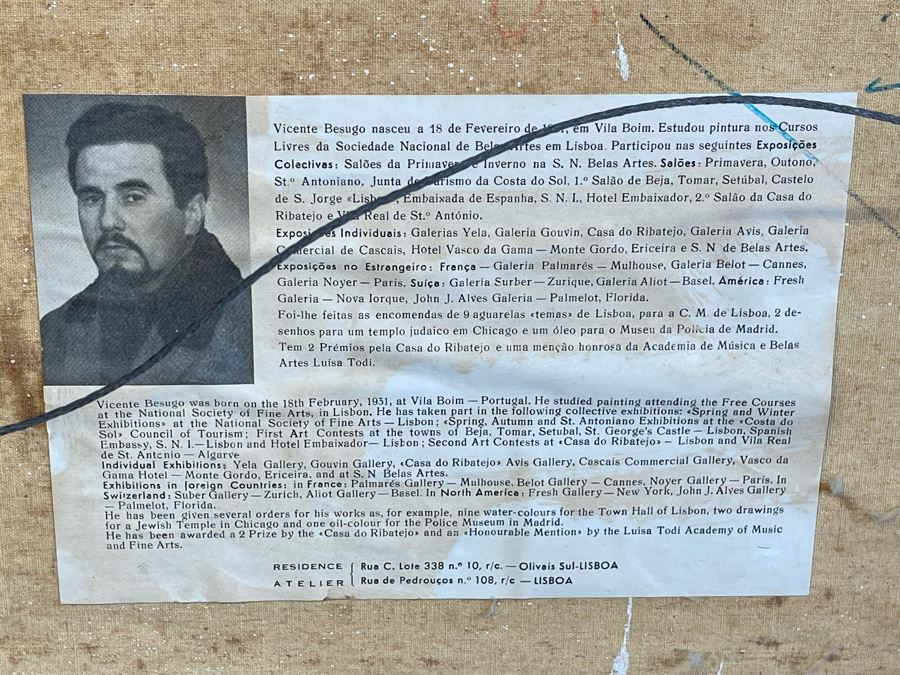 Vicente Besugo nasceu a 18 de Fevereiro de em Vila Boim. Estudou pintura nos Cursos
Livres da Sociedade Nacional de Belas Artes em Lisboa. Participou nas seguintes Exposições
Colectivas: Salões da Primavera e Inverno na S. N. Belas Artes. Salões: Primavera, Outono,
St.º Antoniano, Junta de Turismo da Costa do Sol, 1.º Salão de Beja, Tomar, Setúbal, Castelo
de S. Jorge «Lisboa», Embaixada de Espanha, S. N. I., Hotel Embaixador, 2.º Salão da Casa do
Ribatejo e Vila Real de St.º António.
Exposições Individuais: Galerias Yela, Galeria Gouvin, Casa do Ribatejo, Galeria Avis, Galeria
Comercial de Cascais, Hotel Vasco da Gama — Monte Gordo, Ericeira e S. N de Belas Artes.
Exposições no Estrangeiro: França — Galeria Palmarés — Mulhouse, Galeria Belot — Cannes,
Galeria Noyer — Paris. Suíça: Galeria Surber — Zurique, Galeria Aliot — Basel. América: Fresh
Galeria — Nova Iorque, John J. Alves Galeria — Palmelot, Florida.
Foi-lhe feitas as encomendas de 9 aguarelas «temas» de Lisboa, para a C. M. de Lisboa, 2 de-
senhos para um templo judaico em Chicago e um óleo para o Museu da Polícia de Madrid.
Tem 2 Prémios pela Casa do Ribatejo e uma menção honrosa da Academia de Música e Belas
Artes Luísa Todi.
Vicente Besugo was born on the 18th February, 1931, at Vila Boim — Portugal. He studied painting attending the Free Courses
at the National Society of Fine Arts, in Lisbon. He has taken part in the following collective exhibitions: «Spring and Winter
Exhibitions» at the National Society of Fine Arts — Lisbon; «Spring, Autumn and St. Antoniano Exhibitions at the «Costa do
Sol» Council of Tourism; First Art Contests at the towns of Beja, Tomar, Setubal, St. George's Castle — Lisbon, Spanish
Embassy, S. N. I. — Lisbon and Hotel Embaixador — Lisbon; Second Art Contests at «Casa do Ribatejo» — Lisbon and Vila Real
de St. Antonio — Algarve
Individual Exhibitions: Yela Gallery, Gouvin Gallery, «Casa do Ribatejo» Avis Gallery, Cascais Commercial Gallery, Vasco da
Gama Hotel — Monte Gordo, Ericeira, and at S. N Belas Artes.
Exhibitions in foreign Countries: in France: Palmarés Gallery — Mulhouse, Belot Gallery — Cannes, Noyer Gallery — Paris. In
Swizerland: Suber Gallery — Zurich, Aliot Gallery — Basel. In North America: Fresh Gallery — New York, John J. Alves Gallery
— Palmelot, Florida.
He has been given several orders for his works as, for example, nine water-colours for the Town Hall of Lisbon, two drawings
for a Jewish Temple in Chicago and one oil-colour for the Police Museum in Madrid.
He has been awarded a 2 Prize by the «Casa do Ribatejo» and an «Honourable Mention» by the Luisa Todi Academy of Music
and Fine Arts.
RESIDENCE { Rua C. Lote 338 n.º 10, r/c. — Olivais Sul-LISBOA
ATELIER { Rua de Pedrouços n.º 108, r/c — LISBOA